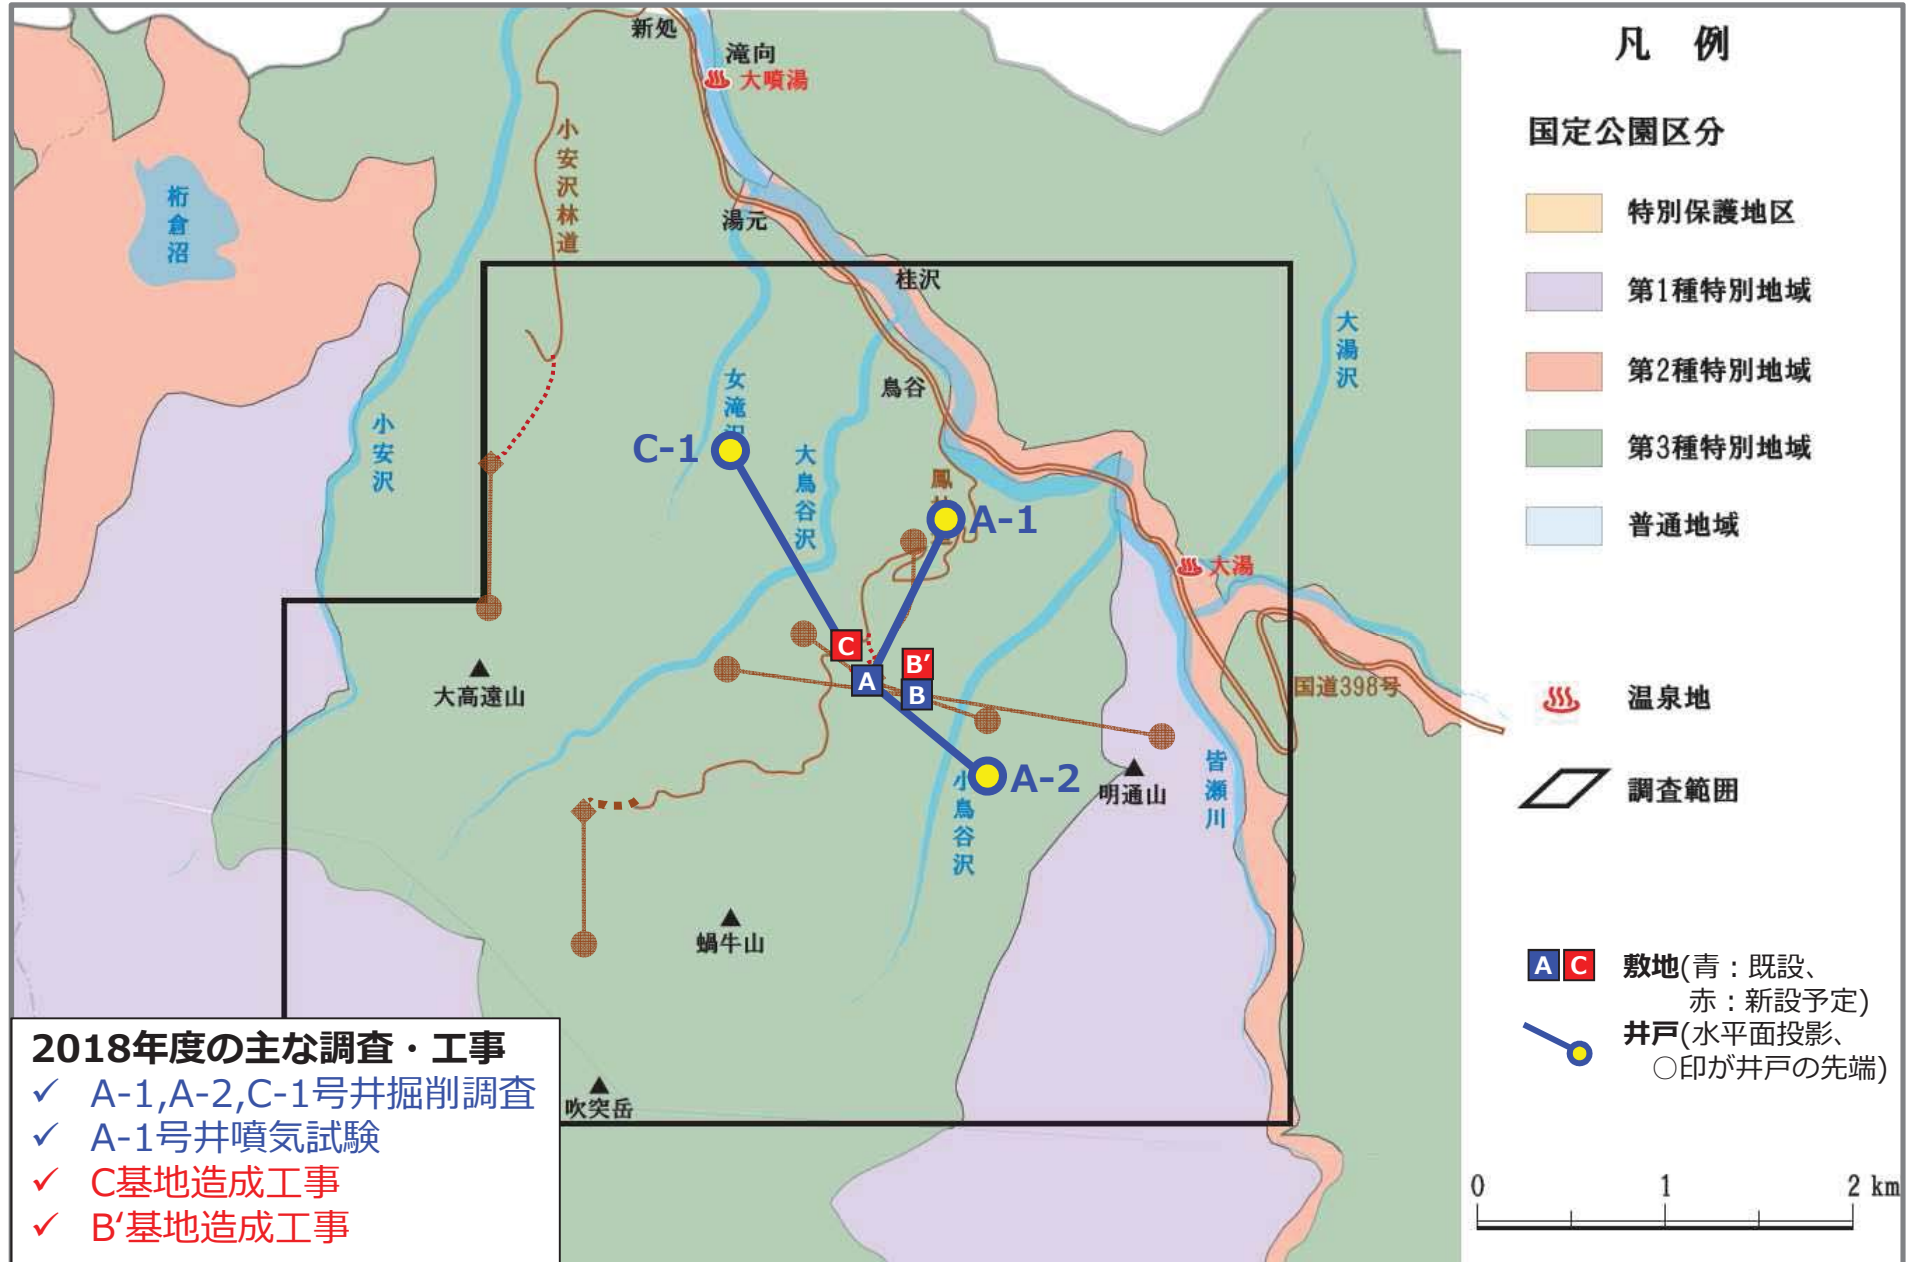 新処
滝向
大噴湯
小安沢林道
桁倉沼
湯元
桂沢
大湯沢
鳥谷
女滝沢
小安沢
C-1
大鳥谷沢
A-1
大湯
C
B′
A
B
国道398号
大高遠山
皆瀬川
A-2
明通山
小鳥谷沢
蝸牛山
吹突岳
2018年度の主な調査・工事
✓ A-1,A-2,C-1号井掘削調査
✓ A-1号井噴気試験
✓ C基地造成工事
✓ B‘基地造成工事
凡 例
国定公園区分
特別保護地区
第1種特別地域
第2種特別地域
第3種特別地域
普通地域
温泉地
調査範囲
A C 敷地(青：既設、
赤：新設予定)
井戸(水平面投影、
○印が井戸の先端)
0 1 2 km